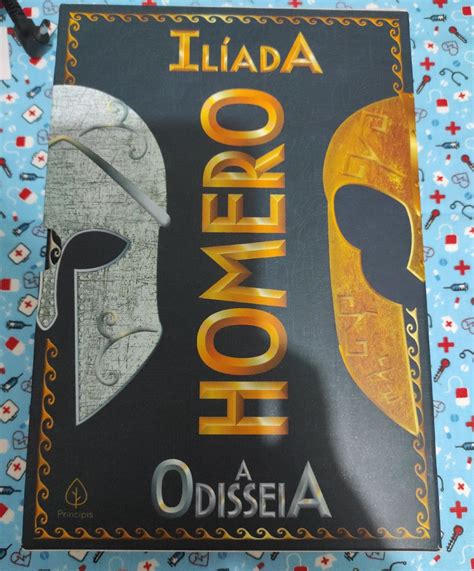 ILÍADA
HOMERO
A
ODISSEIA
Principis